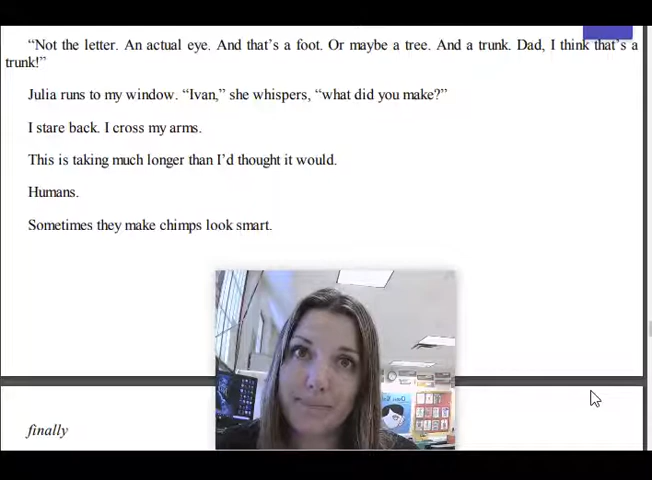 “Not the letter. An actual eye. And that’s a foot. Or maybe a tree. And a trunk. Dad, I think that’s a
trunk!”
Julia runs to my window. “Ivan,” she whispers, “what did you make?”
I stare back. I cross my arms.
This is taking much longer than I’d thought it would.
Humans.
Sometimes they make chimps look smart.
finally